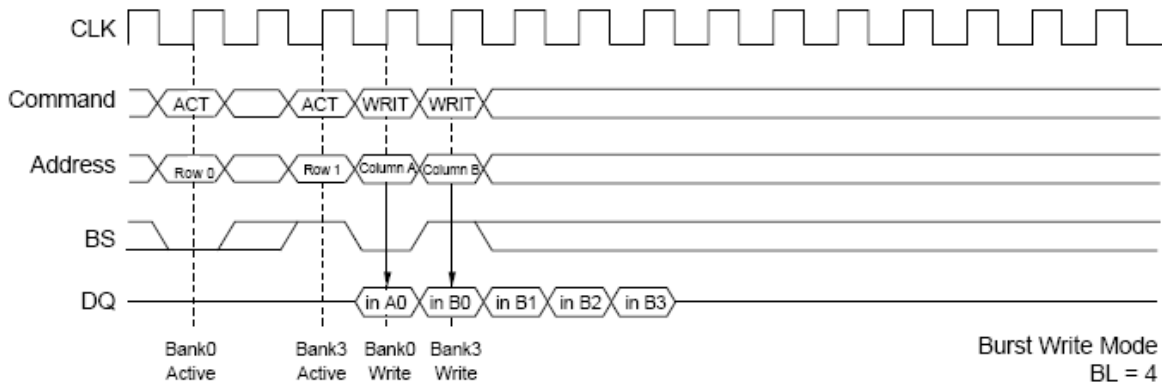 CLK
Command ACT ACT WRIT WRIT
Address Row 0 Row 1 Column A Column B
BS
DQ in A0 in B0 in B1 in B2 in B3
Bank0 Active
Bank3 Active
Bank0 Write
Bank3 Write
Burst Write Mode
BL = 4